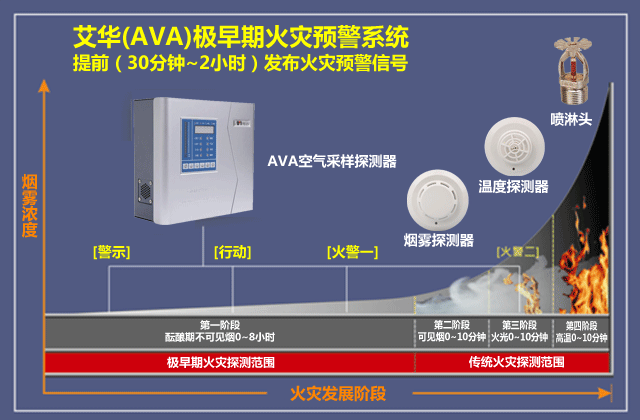 艾华(AVA)极早期火灾预警系统
提前（30分钟~2小时）发布火灾预警信号
喷淋头
AVA空气采样探测器
温度探测器
烟雾探测器
烟雾浓度
[警示]
[行动]
[火警一]
[火警二]
第一阶段
酝酿期不可见烟0~8小时
第二阶段
可见烟0~10分钟
第三阶段
火光0~10分钟
第四阶段
高温0~10分钟
极早期火灾探测范围
传统火灾探测范围
火灾发展阶段